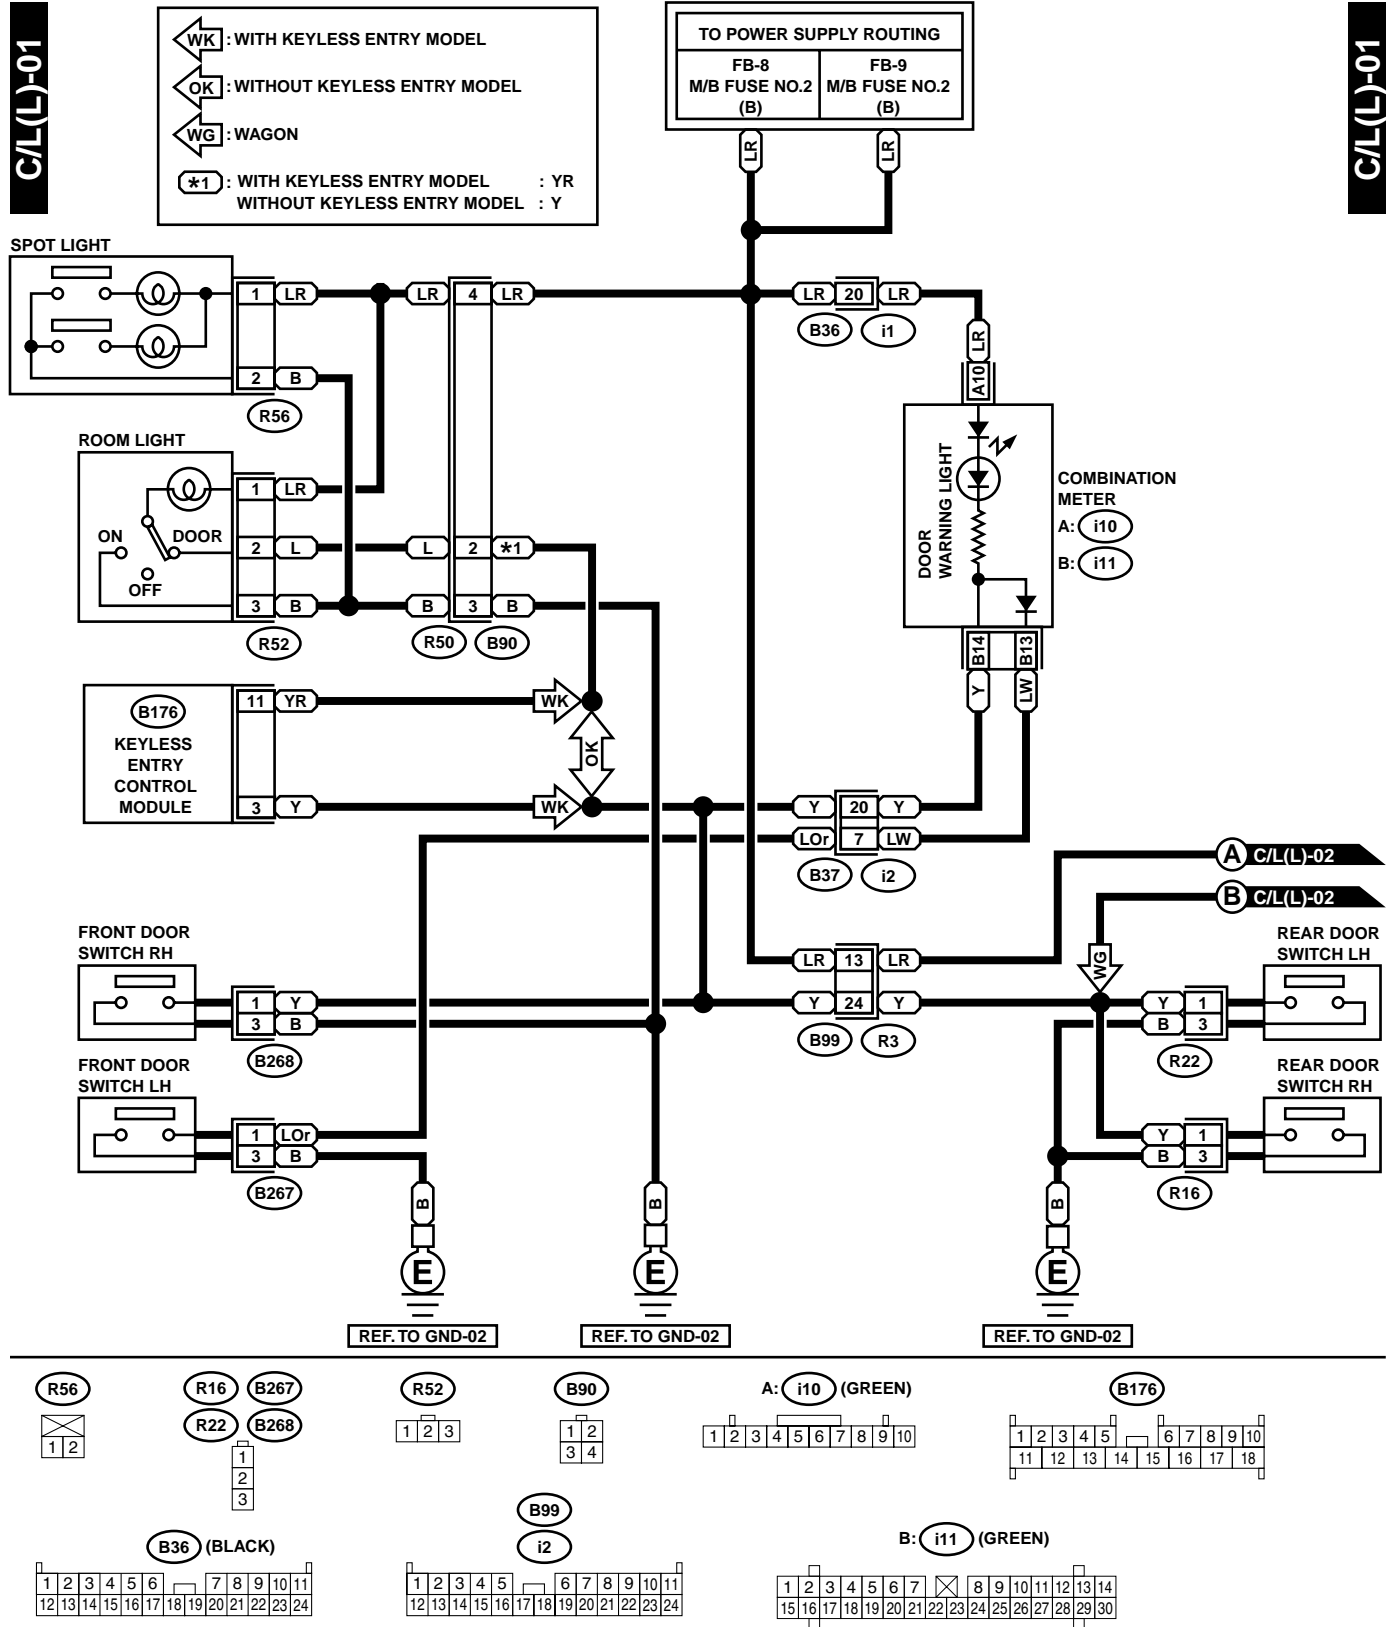 C/L(L)-01
C/L(L)-01
WK : WITH KEYLESS ENTRY MODEL
OK : WITHOUT KEYLESS ENTRY MODEL
WG : WAGON
*1 : WITH KEYLESS ENTRY MODEL : YR
WITHOUT KEYLESS ENTRY MODEL : Y
TO POWER SUPPLY ROUTING
FB-8
M/B FUSE NO.2
(B)
FB-9
M/B FUSE NO.2
(B)
LR
LR
SPOT LIGHT
1 LR
LR 4 LR
LR 20 LR
B36 i1
LR
A10
2 B
R56
ROOM LIGHT
1 LR
ON
DOOR
OFF
2 L
L 2 *1
3 B
B 3 B
R52
R50 B90
DOOR
WARNING LIGHT
COMBINATION
METER
A: i10
B: i11
B14
B13
Y
LW
B176
KEYLESS
ENTRY
CONTROL
MODULE
11 YR
WK
OK
3 Y
WK
Y 20 Y
LOr 7 LW
B37 i2
A C/L(L)-02
B C/L(L)-02
WG
FRONT DOOR
SWITCH RH
1 Y
3 B
B268
LR 13 LR
Y 24 Y
B99 R3
REAR DOOR
SWITCH LH
Y 1
B 3
R22
FRONT DOOR
SWITCH LH
1 LOr
3 B
B267
REAR DOOR
SWITCH RH
Y 1
B 3
R16
B
B
B
E
E
E
REF. TO GND-02
REF. TO GND-02
REF. TO GND-02
R56
1 2
R16 B267
R22 B268
1
2
3
R52
1 2 3
B90
1 2
3 4
A: i10 (GREEN)
1 2 3 4 5 6 7 8 9 10
B176
1 2 3 4 5 6 7 8 9 10
11 12 13 14 15 16 17 18
B36 (BLACK)
1 2 3 4 5 6 7 8 9 10 11
12 13 14 15 16 17 18 19 20 21 22 23 24
B99
i2
1 2 3 4 5 6 7 8 9 10 11
12 13 14 15 16 17 18 19 20 21 22 23 24
B: i11 (GREEN)
1 2 3 4 5 6 7 8 9 10 11 12 13 14
15 16 17 18 19 20 21 22 23 24 25 26 27 28 29 30